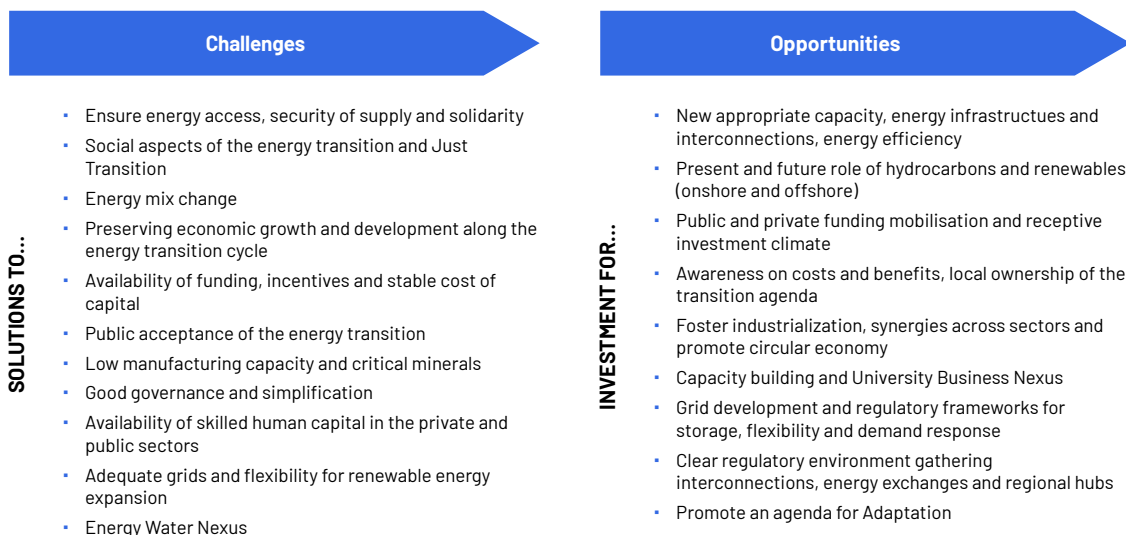 Challenges
SOLUTIONS TO...
Ensure energy access, security of supply and solidarity
Social aspects of the energy transition and Just
Transition
Energy mix change
Preserving economic growth and development along the
energy transition cycle
Availability of funding, incentives and stable cost of
capital
Public acceptance of the energy transition
Low manufacturing capacity and critical minerals
Good governance and simplification
Availability of skilled human capital in the private and
public sectors
Adequate grids and flexibility for renewable energy
expansion
Energy Water Nexus
Opportunities
INVESTMENT FOR...
New appropriate capacity, energy infrastructues and
interconnections, energy efficiency
Present and future role of hydrocarbons and renewables
(onshore and offshore)
Public and private funding mobilisation and receptive
investment climate
Awareness on costs and benefits, local ownership of the
transition agenda
Foster industrialization, synergies across sectors and
promote circular economy
Capacity building and University Business Nexus
Grid development and regulatory frameworks for
storage, flexibility and demand response
Clear regulatory environment gathering
interconnections, energy exchanges and regional hubs
Promote an agenda for Adaptation